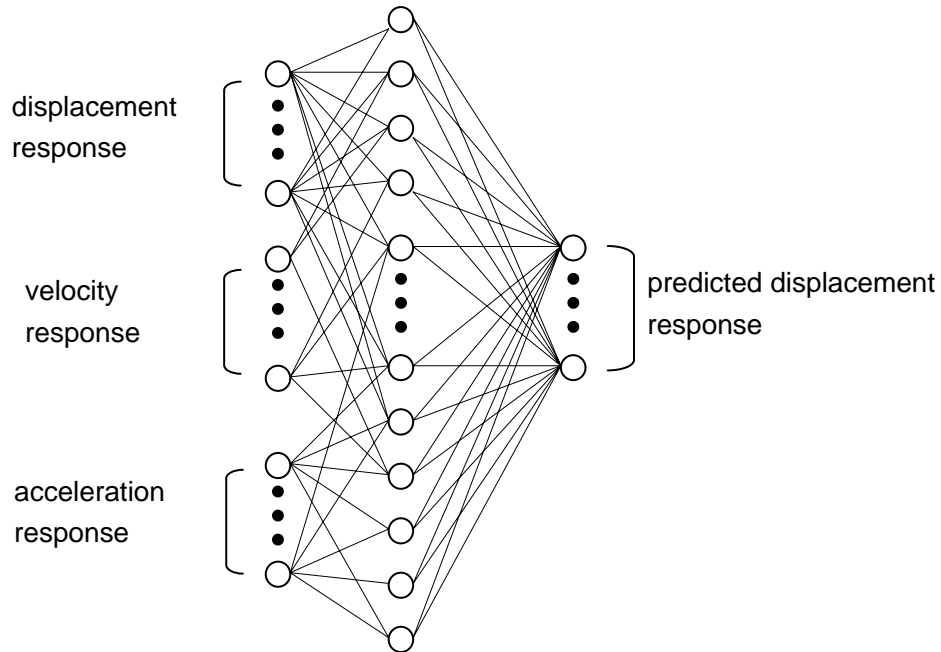 displacement
response
velocity
response
acceleration
response
predicted displacement
response